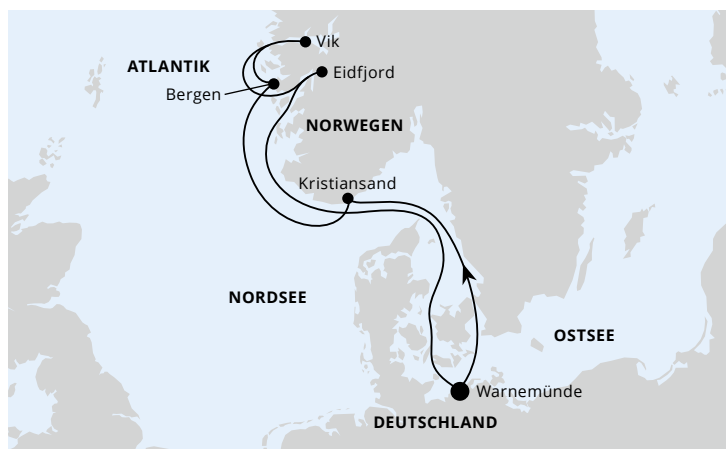 Vik
ATLANTIK
Eidfjord
Bergen
NORWEGEN
Kristiansand
NORDSEE
OSTSEE
Warnemünde
DEUTSCHLAND